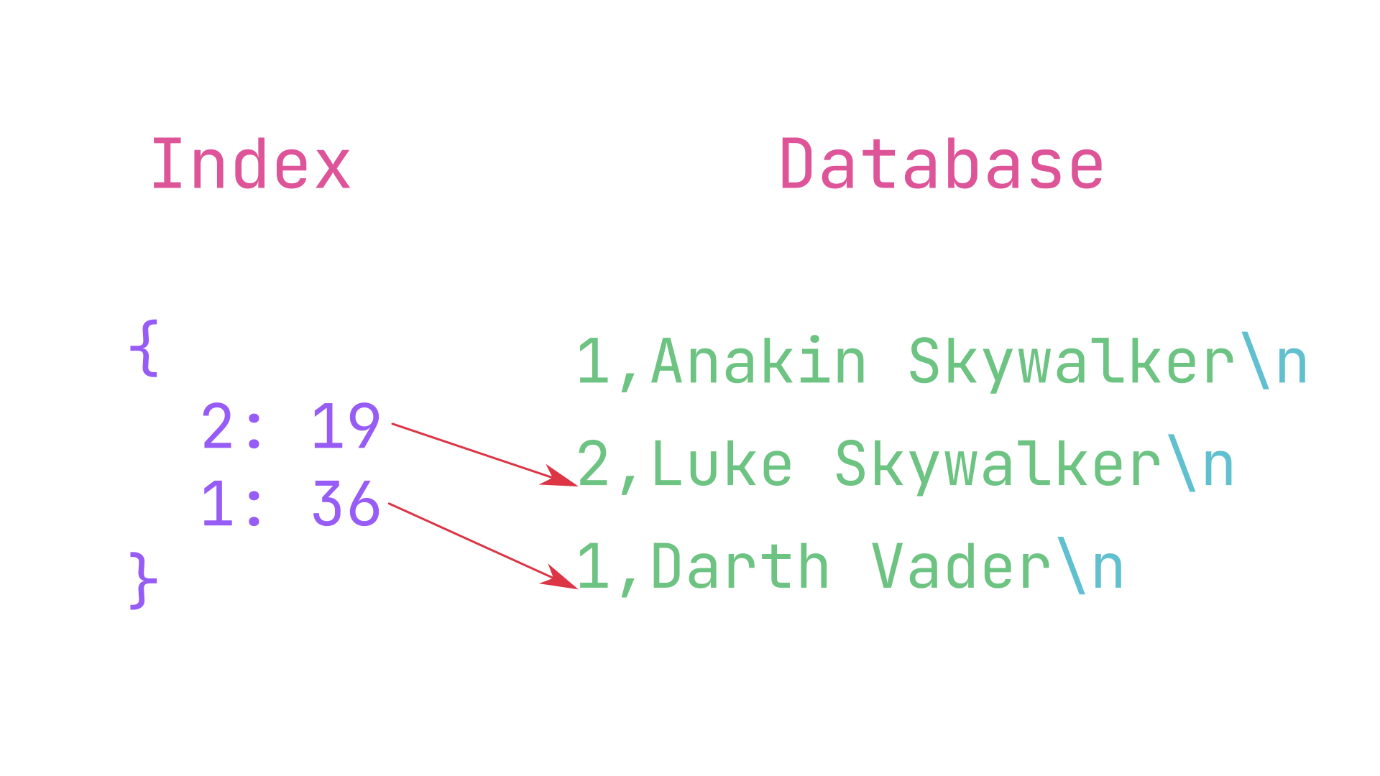 Index
Database
{
2: 19
1: 36
}
1,Anakin Skywalker\n
2,Luke Skywalker\n
1,Darth Vader\n